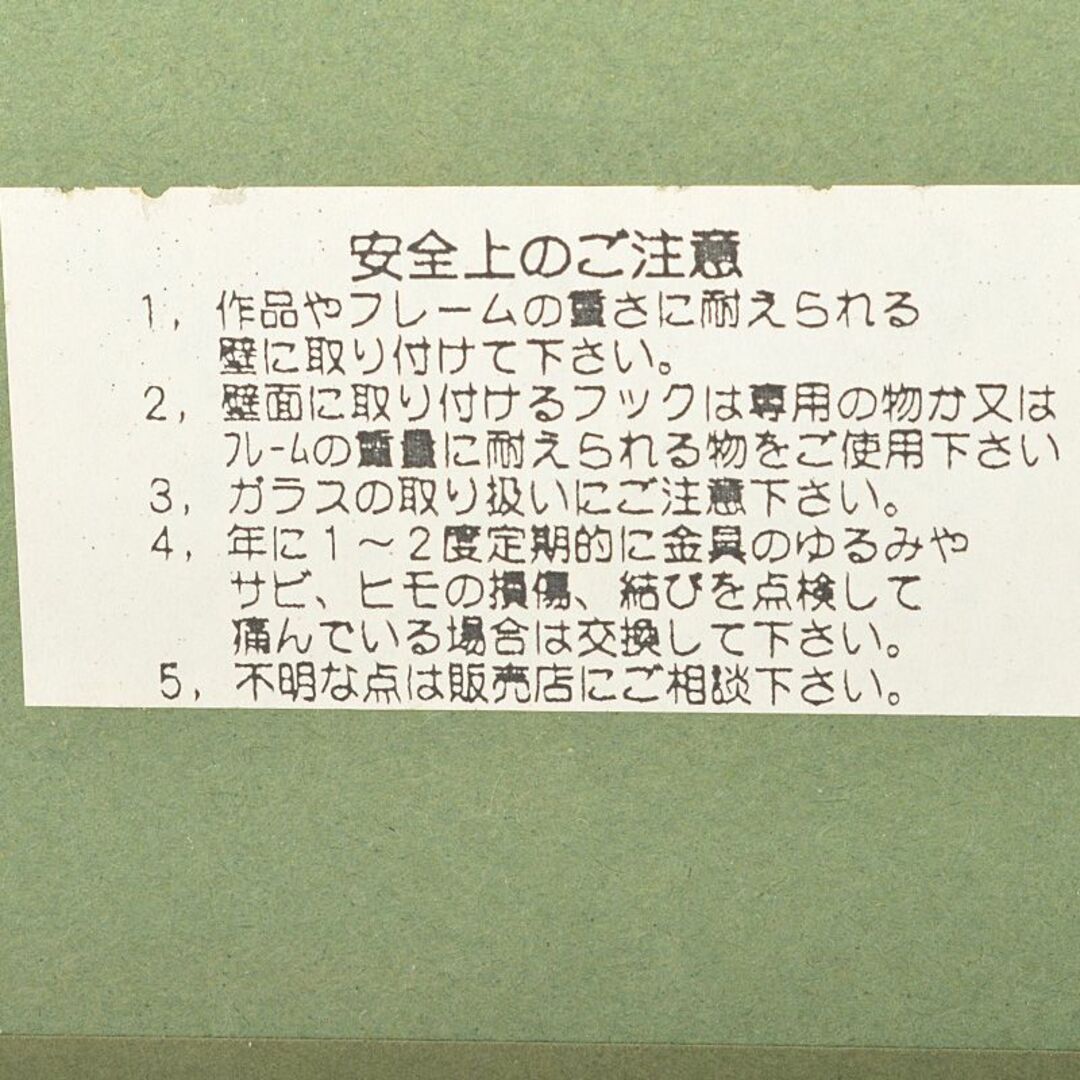 安全上のご注意
1, 作品やフレームの重さに耐えられる
壁に取り付けて下さい。
2, 壁面に取り付けるフックは専用の物か又は
ﾌﾚｰﾑの重量に耐えられる物をご使用下さい
3, ガラスの取り扱いにご注意下さい。
4, 年に1〜2度定期的に金具のゆるみや
サビ、ヒモの損傷、結びを点検して
痛んでいる場合は交換して下さい。
5, 不明な点は販売店にご相談下さい。